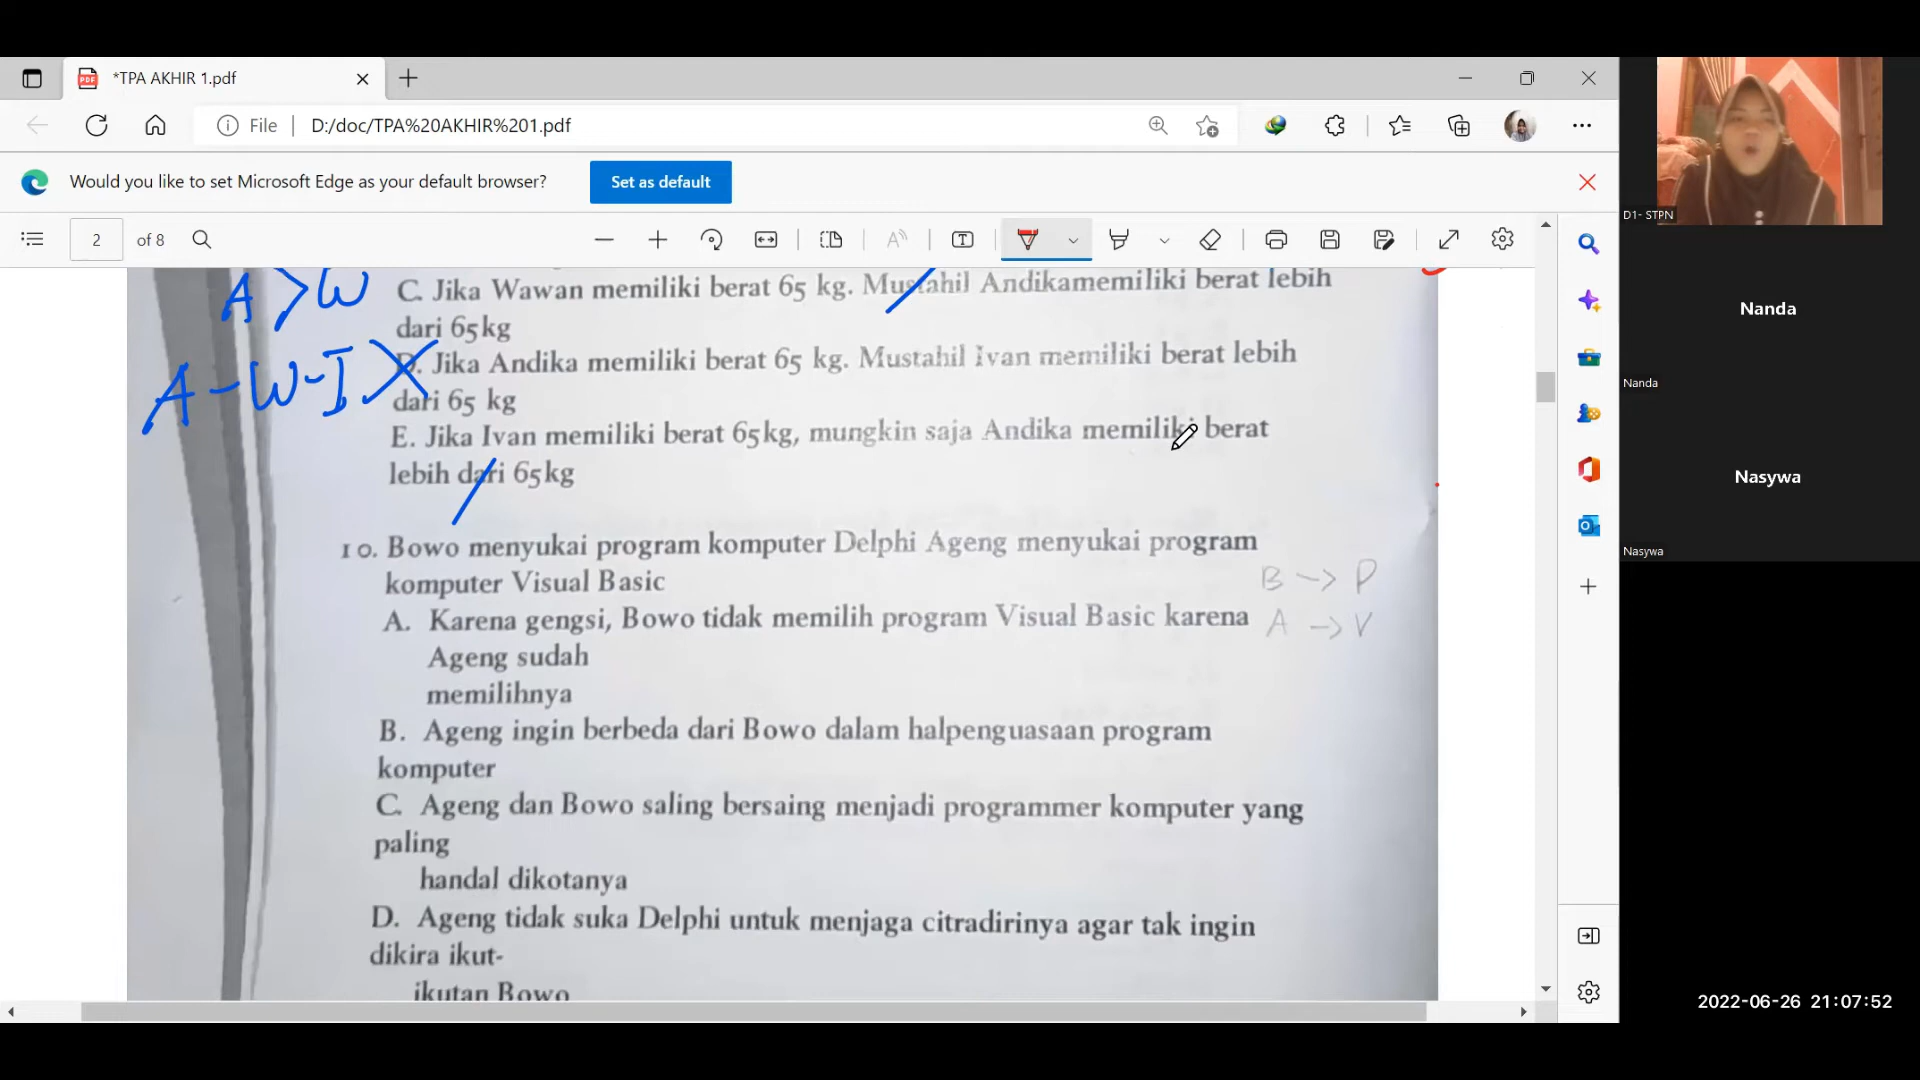 *TPA AKHIR 1.pdf
File
D:/doc/TPA%20AKHIR%201.pdf
Would you like to set Microsoft Edge as your default browser?
Set as default
2
of 8
A > W
C. Jika Wawan memiliki berat 65 kg. Mustahil Andikamemiliki berat lebih
dari 65kg
A - W - I
D. Jika Andika memiliki berat 65 kg. Mustahil Ivan memiliki berat lebih
dari 65 kg
E. Jika Ivan memiliki berat 65kg, mungkin saja Andika memiliki berat
lebih dari 65kg
10. Bowo menyukai program komputer Delphi Ageng menyukai program
komputer Visual Basic
B -> P
A. Karena gengsi, Bowo tidak memilih program Visual Basic karena
A -> V
Ageng sudah
memilihnya
B. Ageng ingin berbeda dari Bowo dalam halpenguasaan program
komputer
C. Ageng dan Bowo saling bersaing menjadi programmer komputer yang
paling
handal dikotanya
D. Ageng tidak suka Delphi untuk menjaga citradirinya agar tak ingin
dikira ikut-
ikutan Bowo
D1- STPN
Nanda
Nanda
Nasywa
Nasywa
2022-06-26 21:07:52